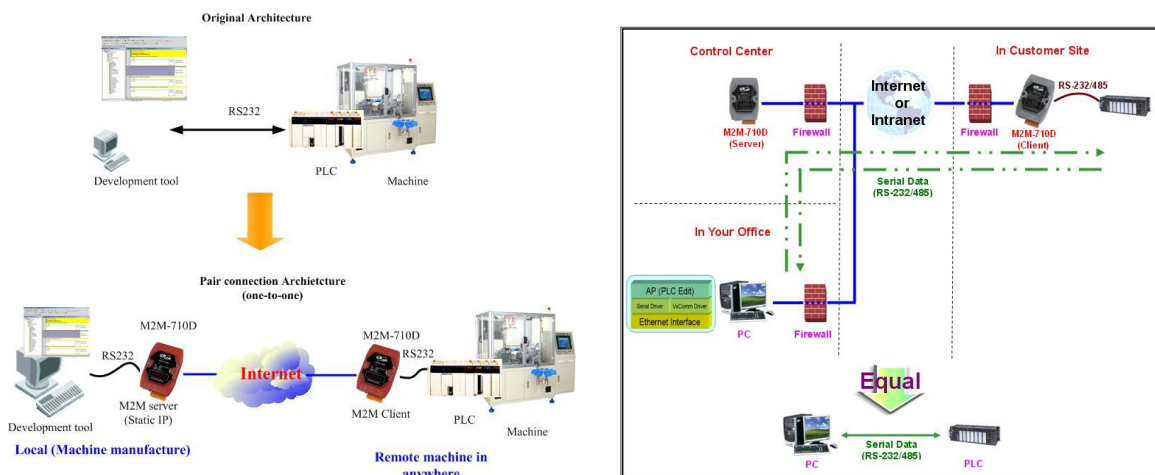 Original Architecture
RS232
PLC
Development tool
Machine
Pair connection Archietcture
(one-to-one)
M2M-710D
M2M-710D
RS232
RS232
Internet
M2M server
(Static IP)
M2M Client
PLC
Machine
Development tool
Local (Machine manufacture)
Remote machine in
anywhere
Control Center
In Customer Site
Internet
or
Intranet
RS-232/485
M2M-710D
(Server)
Firewall
Firewall
M2M-710D
(Client)
Serial Data
(RS-232/485)
In Your Office
AP (PLC Edit)
Serial Driver
VxComm Driver
Ethernet Interface
PC
Firewall
Equal
Serial Data
(RS-232/485)
PC
PLC